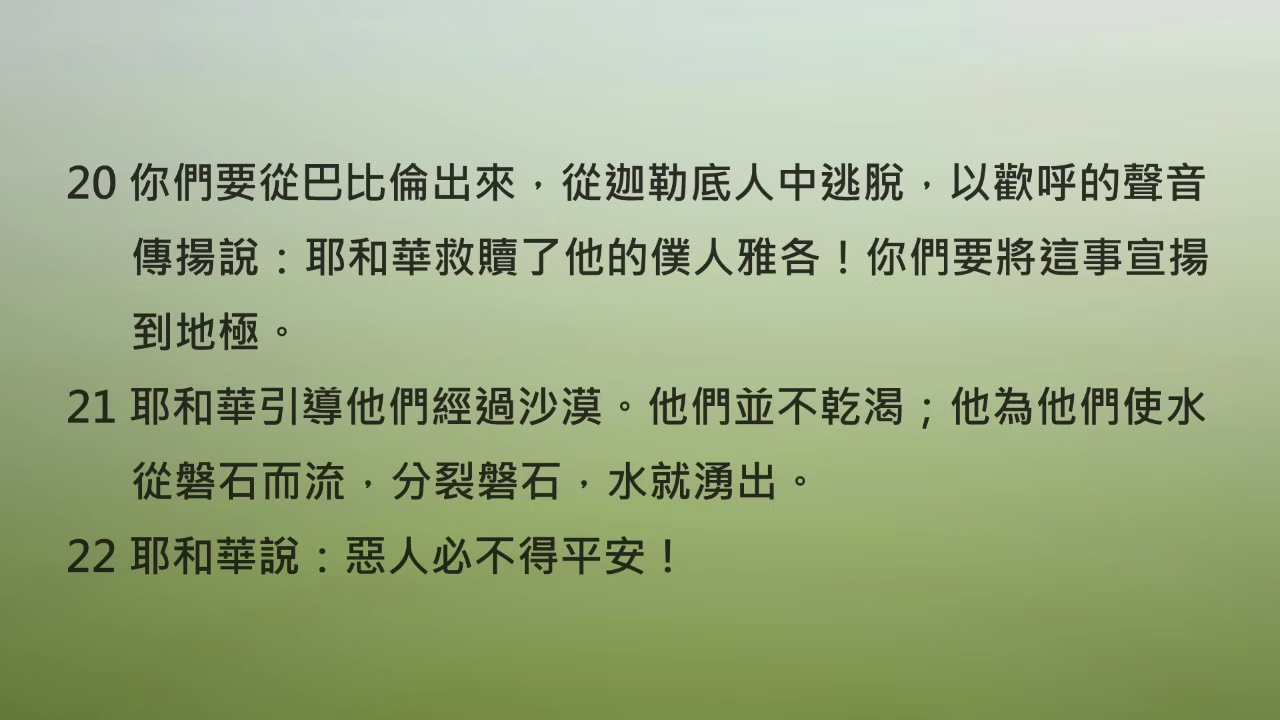 20 你們要從巴比倫出來，從迦勒底人中逃脫，以歡呼的聲音
傳揚說：耶和華救贖了他的僕人雅各！你們要將這事宣揚
到地極。
21 耶和華引導他們經過沙漠。他們並不乾渴；他為他們使水
從磐石而流，分裂磐石，水就湧出。
22 耶和華說：惡人必不得平安！